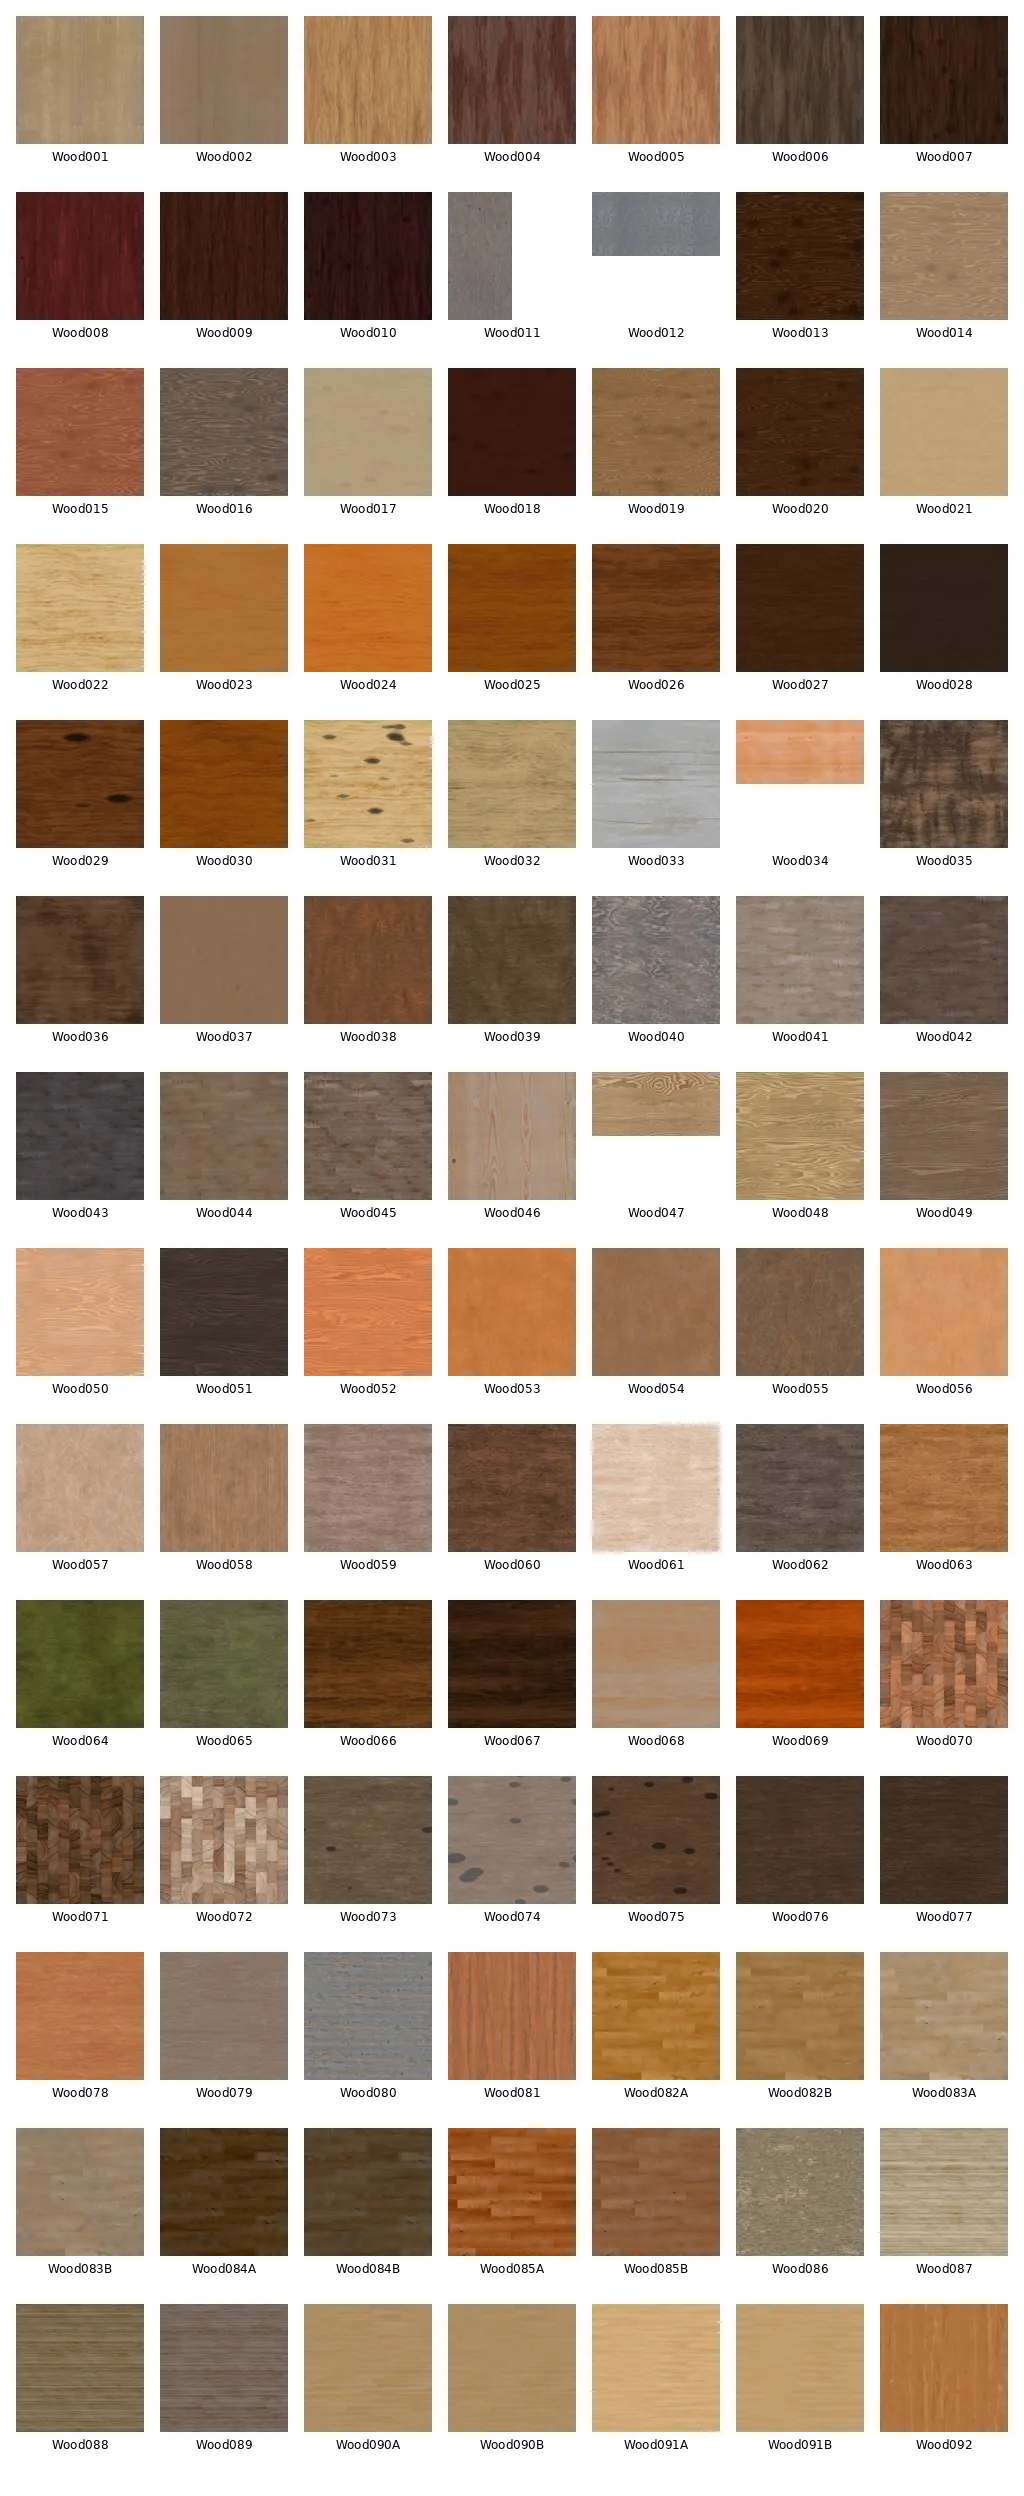 Wood001 Wood002 Wood003 Wood004 Wood005 Wood006 Wood007
Wood008 Wood009 Wood010 Wood011 Wood012 Wood013 Wood014
Wood015 Wood016 Wood017 Wood018 Wood019 Wood020 Wood021
Wood022 Wood023 Wood024 Wood025 Wood026 Wood027 Wood028
Wood029 Wood030 Wood031 Wood032 Wood033 Wood034 Wood035
Wood036 Wood037 Wood038 Wood039 Wood040 Wood041 Wood042
Wood043 Wood044 Wood045 Wood046 Wood047 Wood048 Wood049
Wood050 Wood051 Wood052 Wood053 Wood054 Wood055 Wood056
Wood057 Wood058 Wood059 Wood060 Wood061 Wood062 Wood063
Wood064 Wood065 Wood066 Wood067 Wood068 Wood069 Wood070
Wood071 Wood072 Wood073 Wood074 Wood075 Wood076 Wood077
Wood078 Wood079 Wood080 Wood081 Wood082A Wood082B Wood083A
Wood083B Wood084A Wood084B Wood085A Wood085B Wood086 Wood087
Wood088 Wood089 Wood090A Wood090B Wood091A Wood091B Wood092